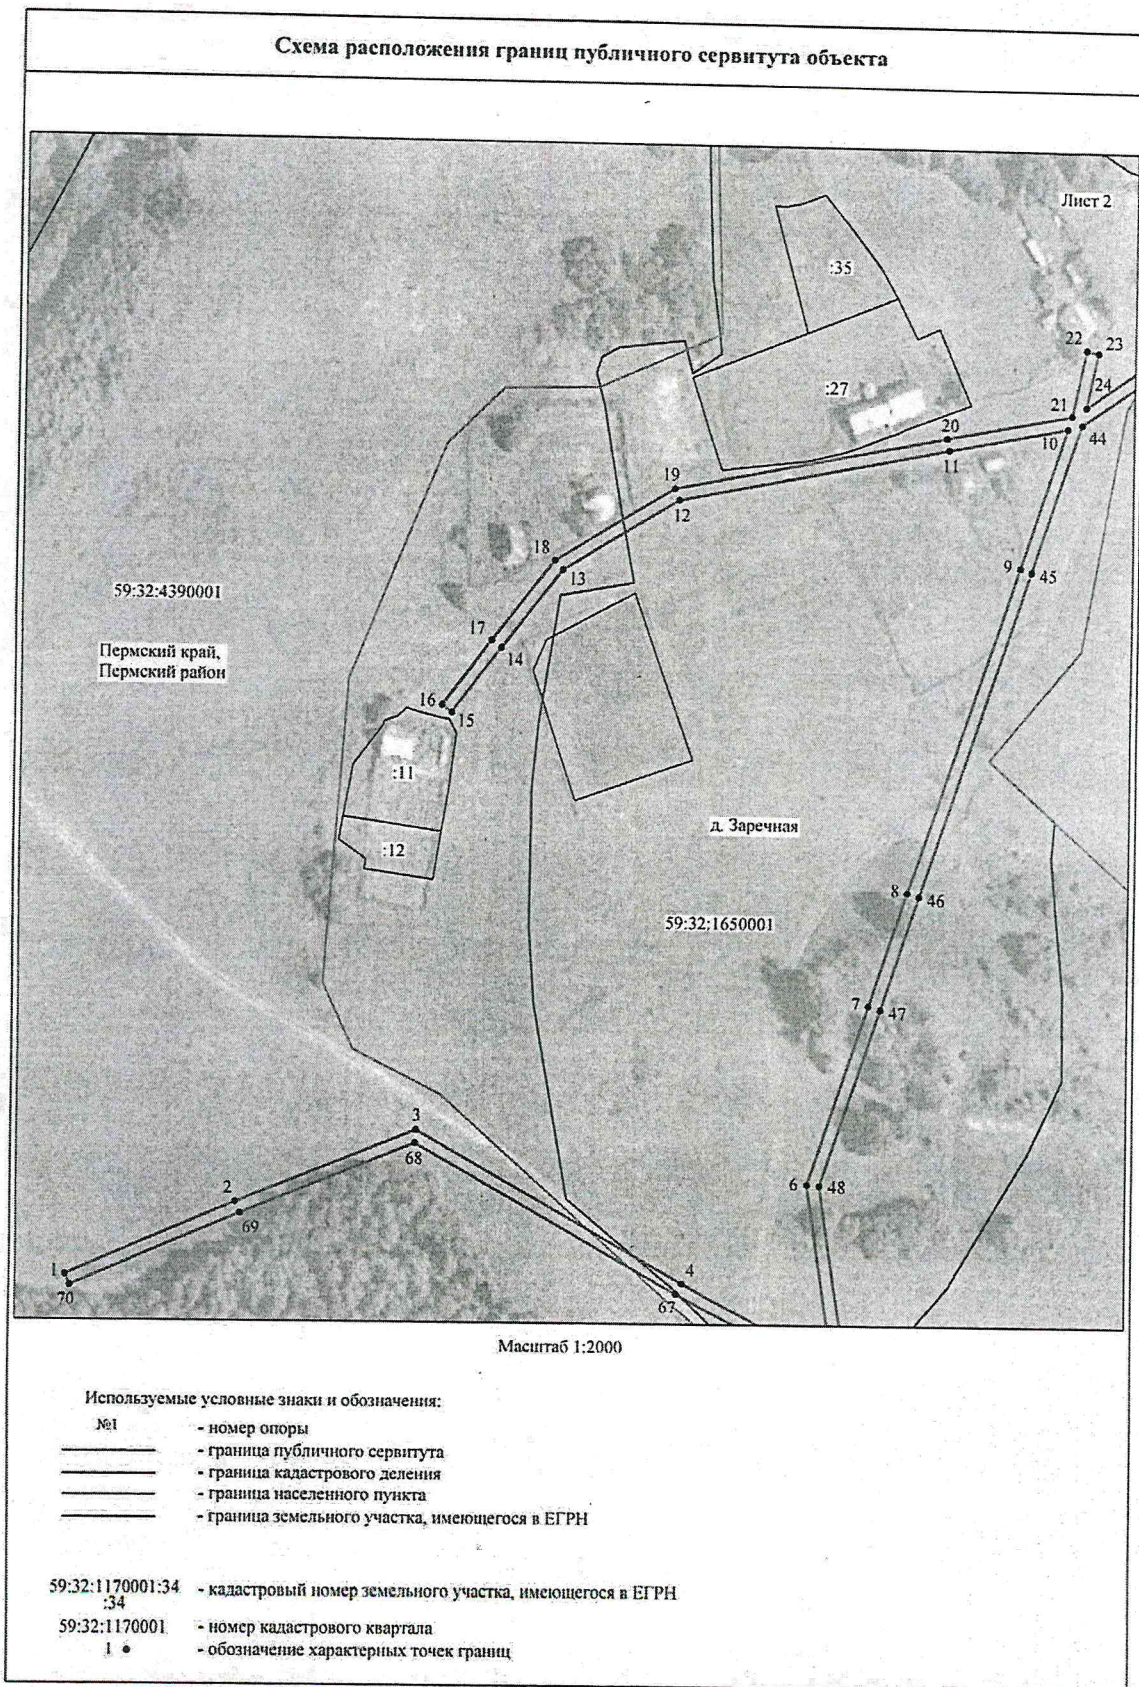 Схема расположения границ публичного сервитута объекта
Лист 2
:35
22
23
:27
24
21
20
10
44
11
19
12
18
13
9
45
59:32:4390001
17
14
Пермский край,
Пермский район
16
15
:11
д. Заречная
:12
8
46
59:32:1650001
7
47
3
68
2
6
48
69
1
4
70
67
Масштаб 1:2000
Используемые условные знаки и обозначения:
№1 - номер опоры
- граница публичного сервитута
- граница кадастрового деления
- граница населенного пункта
- граница земельного участка, имеющегося в ЕГРН
59:32:1170001:34 - кадастровый номер земельного участка, имеющегося в ЕГРН
:34
59:32:1170001 - номер кадастрового квартала
1 - обозначение характерных точек границ